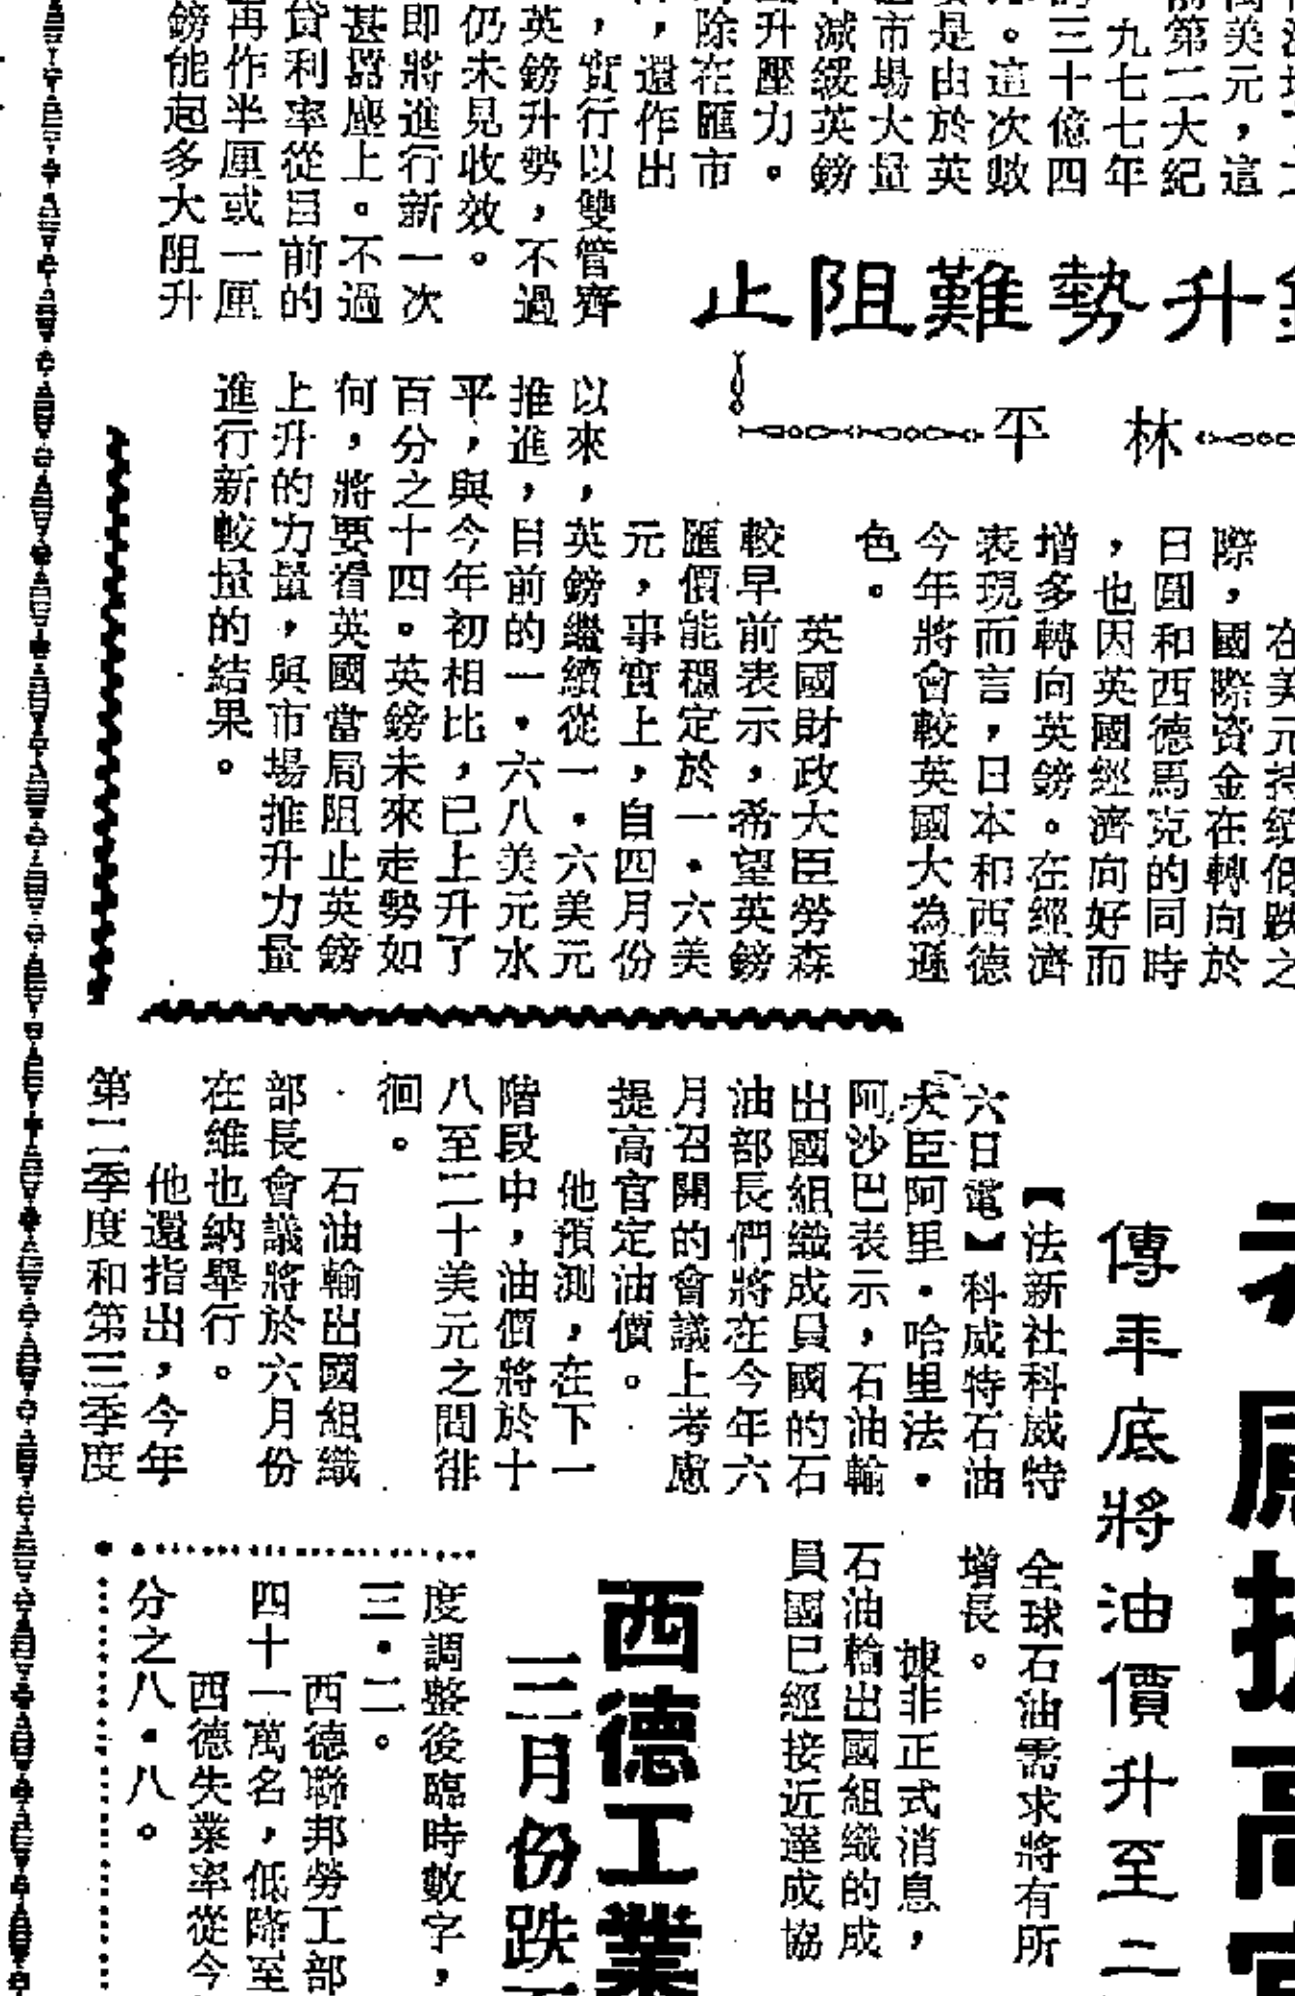 美元，這
第二大紀
九七七年
三十億四
。這次數
是由於英
市場大量
減緩英鎊
升壓力。
除在匯市
，還作出
，實行以雙管齊
英鎊升勢，不過
仍未見收效。
即將進行新一次
甚囂塵上。不過
貸利率從目前的
再作半厘或一厘
鎊能起多大阻升
升勢難阻止
林平
在美元持續低跌之
際，國際資金在轉向於
日圓和西德馬克的同時
，也因英國經濟向好而
增多轉向英鎊。在經濟
表現而言，日本和西德
今年將會較英國大為遜
色。
英國財政大臣勞森
較早前表示，希望英鎊
匯價能穩定於一．六美
元，事實上，自四月份
以來，英鎊繼續從一．六美元
推進，目前的一．六八美元水
平，與今年初相比，已上升了
百分之十四。英鎊未來走勢如
何，將要看英國當局阻止英鎊
上升的力量，與市場推升力量
進行新較量的結果。
傳年底將油價升至二
【法新社科威特
六日電】科威特石油
大臣阿里．哈里法．
阿沙巴表示，石油輸
出國組織成員國的石
油部長們將在今年六
月召開的會議上考慮
提高官定油價。
他預測，在下一
階段中，油價將於十
八至二十美元之間徘
徊。
石油輸出國組織
部長會議將於六月份
在維也納舉行。
他還指出，今年
第二季度和第三季度
全球石油需求將有所
增長。
據非正式消息，
石油輸出國組織的成
員國已經接近達成協
西德工業
三月份跌
度調整後臨時數字，
三．二。
西德聯邦勞工部
四十一萬名，低降至
西德失業率從今
分之八．八。